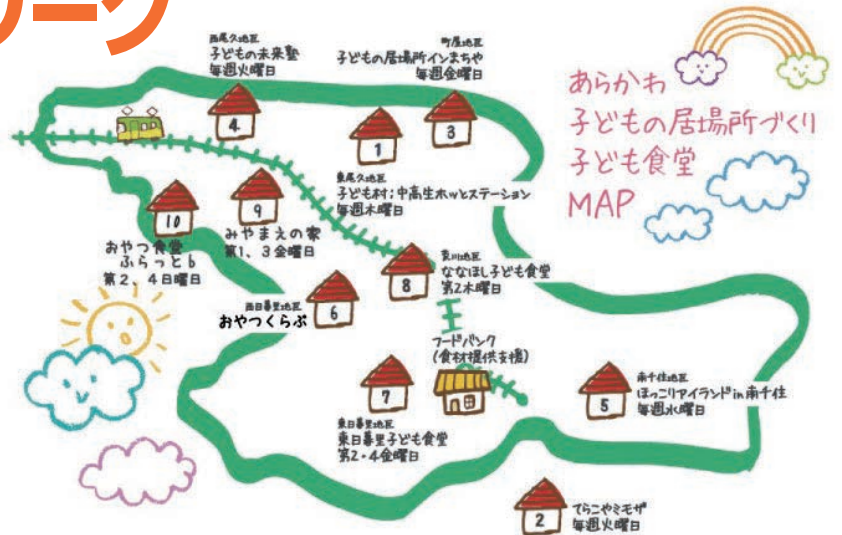 ワーク
あらかわ
子どもの居場所づくり
子ども食堂
MAP
西尾久地区
子どもの未来塾
毎週火曜日
4
町屋地区
子どもの居場所インまちや
毎週金曜日
3
1
東尾久地区
子ども村:中高生ホッとステーション
毎週木曜日
10
おやつ食堂
ふらっとb
第2、4日曜日
9
みやまえの家
第1、3金曜日
8
荒川地区
ななほし子ども食堂
第2木曜日
西日暮里地区
おやつくらぶ
6
フードバンク
(食材提供支援)
7
東日暮里地区
東日暮里子ども食堂
第2・4金曜日
5
南千住地区
ほっこりアイランドin南千住
毎週水曜日
2
てらこやミモザ
毎週火曜日